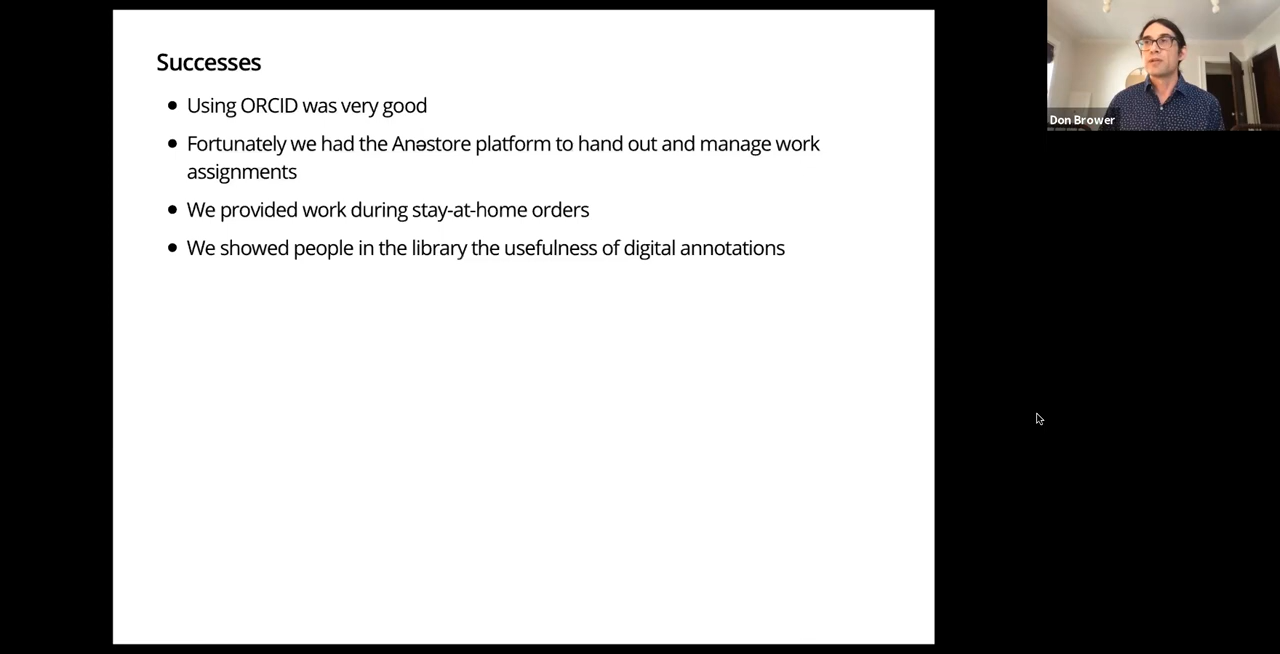 Successes
Using ORCID was very good
Fortunately we had the Anəstore platform to hand out and manage work
assignments
We provided work during stay-at-home orders
We showed people in the library the usefulness of digital annotations
Don Brower